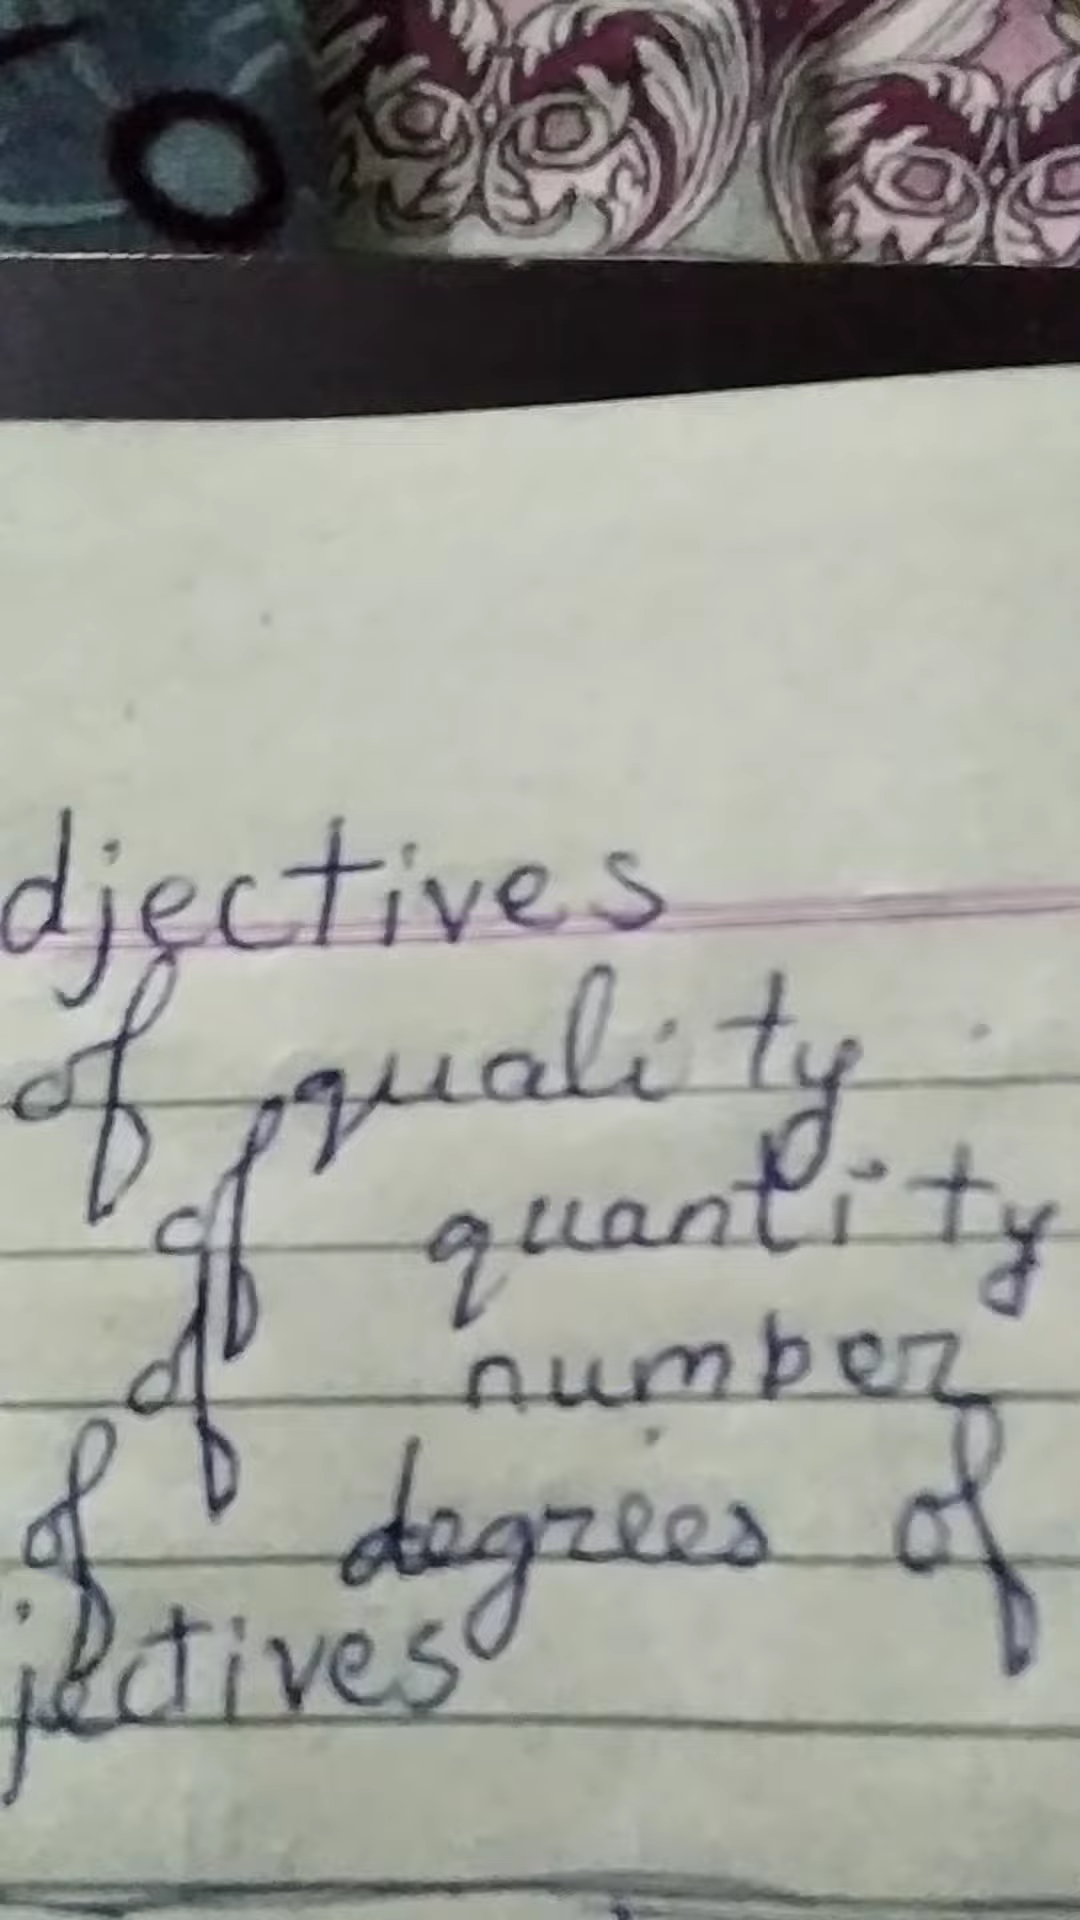 djectives
of quality
of quantity
of number
of degrees of
jectives